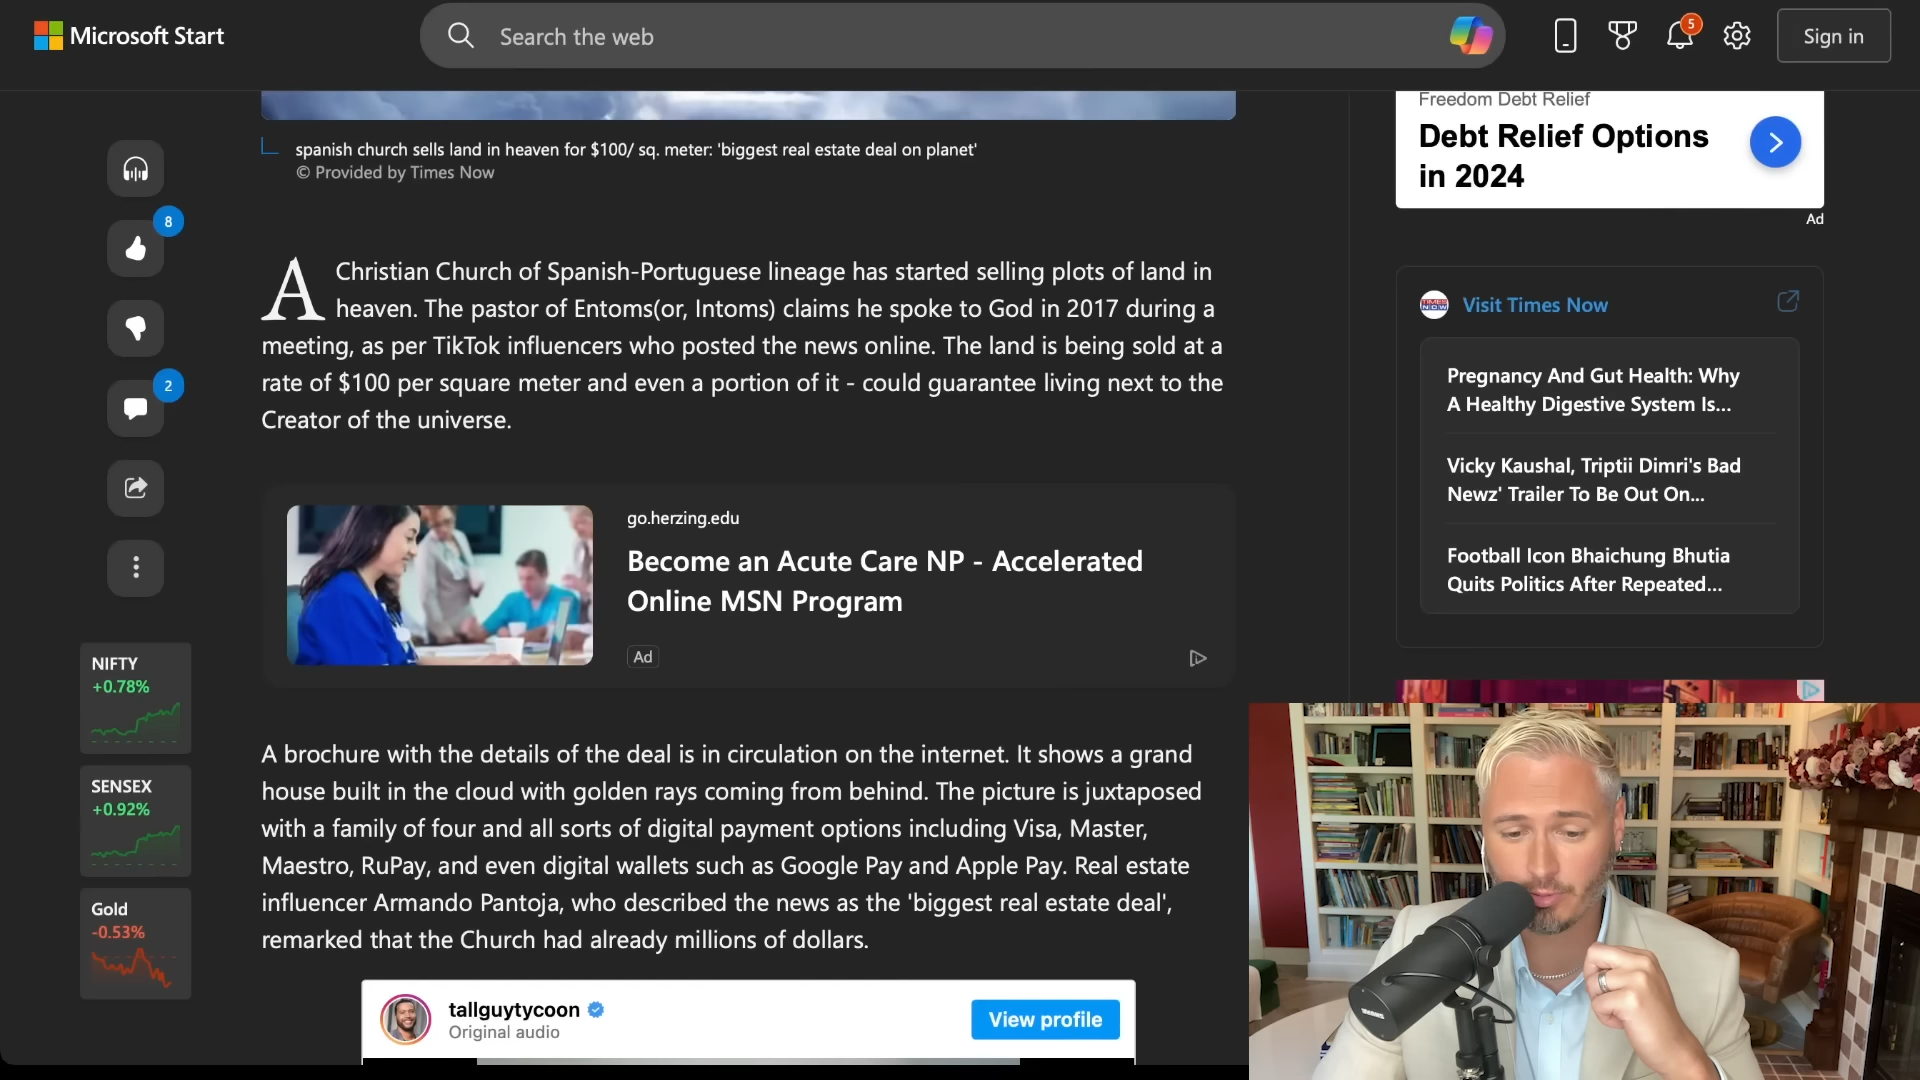 Microsoft Start
Search the web
5
Sign in
spanish church sells land in heaven for $100/ sq. meter: 'biggest real estate deal on planet'
© Provided by Times Now
8
2
A Christian Church of Spanish-Portuguese lineage has started selling plots of land in
heaven. The pastor of Entoms(or, Intoms) claims he spoke to God in 2017 during a
meeting, as per TikTok influencers who posted the news online. The land is being sold at a
rate of $100 per square meter and even a portion of it - could guarantee living next to the
Creator of the universe.
go.herzing.edu
Become an Acute Care NP - Accelerated
Online MSN Program
Ad
A brochure with the details of the deal is in circulation on the internet. It shows a grand
house built in the cloud with golden rays coming from behind. The picture is juxtaposed
with a family of four and all sorts of digital payment options including Visa, Master,
Maestro, RuPay, and even digital wallets such as Google Pay and Apple Pay. Real estate
influencer Armando Pantoja, who described the news as the 'biggest real estate deal',
remarked that the Church had already millions of dollars.
tallguytycoon
Original audio
View profile
NIFTY
+0.78%
SENSEX
+0.92%
Gold
-0.53%
Freedom Debt Relief
Debt Relief Options
in 2024
Ad
TIMES
NOW
Visit Times Now
Pregnancy And Gut Health: Why
A Healthy Digestive System Is...
Vicky Kaushal, Triptii Dimri's Bad
Newz' Trailer To Be Out On...
Football Icon Bhaichung Bhutia
Quits Politics After Repeated...